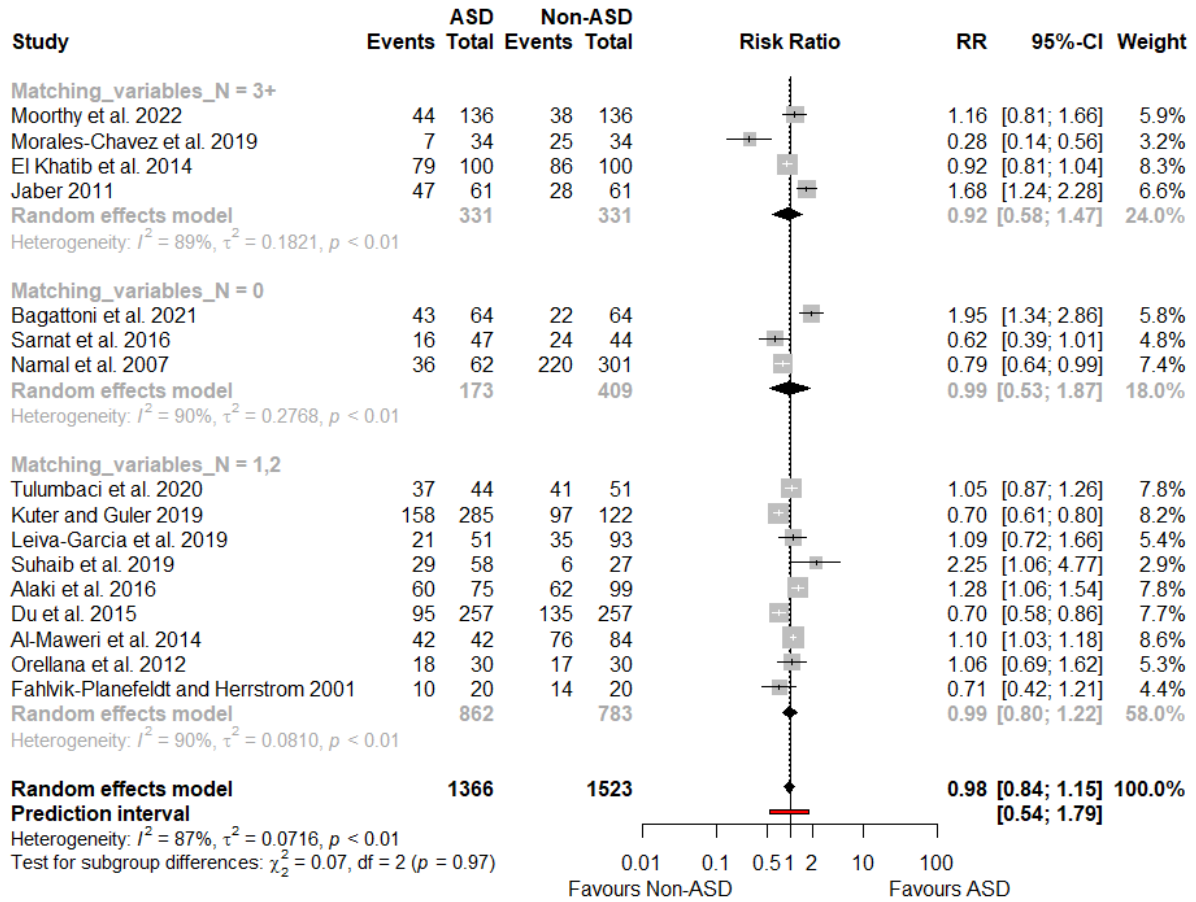 ASD Non-ASD
Study Events Total Events Total Risk Ratio RR 95%-CI Weight
Matching_variables_N = 3+
Moorthy et al. 2022 44 136 38 136 1.16 [0.81; 1.66] 5.9%
Morales-Chavez et al. 2019 7 34 25 34 0.28 [0.14; 0.56] 3.2%
El Khatib et al. 2014 79 100 86 100 0.92 [0.81; 1.04] 8.3%
Jaber 2011 47 61 28 61 1.68 [1.24; 2.28] 6.6%
Random effects model 331 331 0.92 [0.58; 1.47] 24.0%
Heterogeneity: I² = 89%, τ² = 0.1821, p < 0.01
Matching_variables_N = 0
Bagattoni et al. 2021 43 64 22 64 1.95 [1.34; 2.86] 5.8%
Sarnat et al. 2016 16 47 24 44 0.62 [0.39; 1.01] 4.8%
Namal et al. 2007 36 62 220 301 0.79 [0.64; 0.99] 7.4%
Random effects model 173 409 0.99 [0.53; 1.87] 18.0%
Heterogeneity: I² = 90%, τ² = 0.2768, p < 0.01
Matching_variables_N = 1,2
Tulumbaci et al. 2020 37 44 41 51 1.05 [0.87; 1.26] 7.8%
Kuter and Guler 2019 158 285 97 122 0.70 [0.61; 0.80] 8.2%
Leiva-Garcia et al. 2019 21 51 35 93 1.09 [0.72; 1.66] 5.4%
Suhaib et al. 2019 29 58 6 27 2.25 [1.06; 4.77] 2.9%
Alaki et al. 2016 60 75 62 99 1.28 [1.06; 1.54] 7.8%
Du et al. 2015 95 257 135 257 0.70 [0.58; 0.86] 7.7%
Al-Maweri et al. 2014 42 42 76 84 1.10 [1.03; 1.18] 8.6%
Orellana et al. 2012 18 30 17 30 1.06 [0.69; 1.62] 5.3%
Fahlvik-Planefeldt and Herrstrom 2001 10 20 14 20 0.71 [0.42; 1.21] 4.4%
Random effects model 862 783 0.99 [0.80; 1.22] 58.0%
Heterogeneity: I² = 90%, τ² = 0.0810, p < 0.01
Random effects model 1366 1523 0.98 [0.84; 1.15] 100.0%
Prediction interval [0.54; 1.79]
Heterogeneity: I² = 87%, τ² = 0.0716, p < 0.01
Test for subgroup differences: χ²₂ = 0.07, df = 2 (p = 0.97)
0.01 0.1 0.5 1 2 10 100
Favours Non-ASD Favours ASD